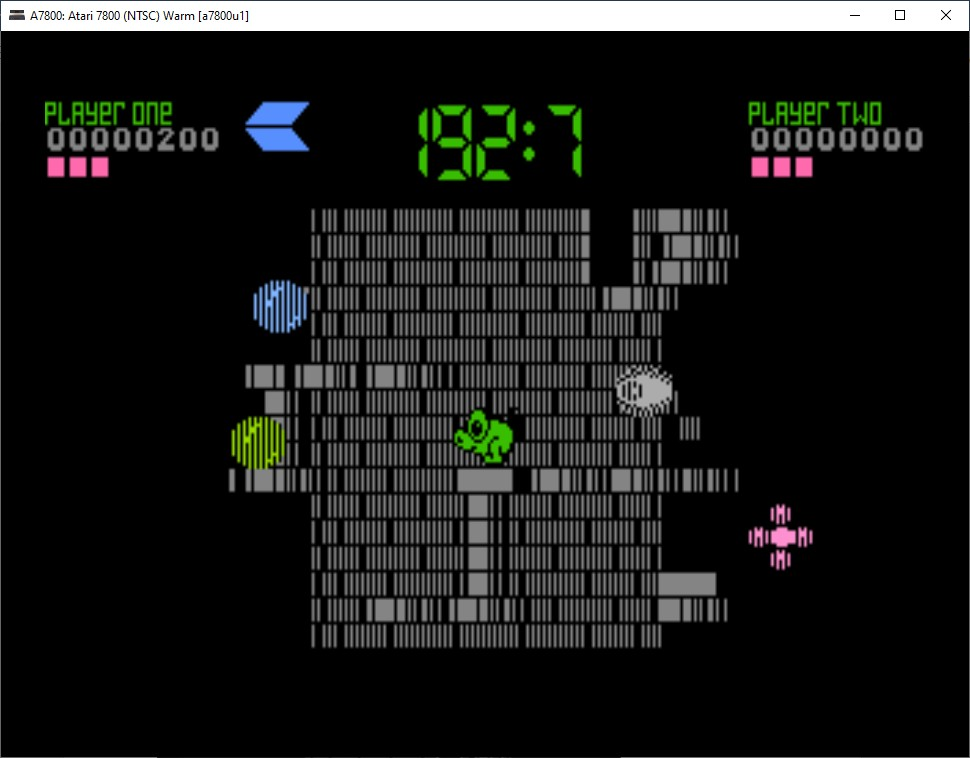 A7800: Atari 7800 (NTSC) Warm [a7800u1]
PLAYER ONE
00000200
192:7
PLAYER TWO
00000000